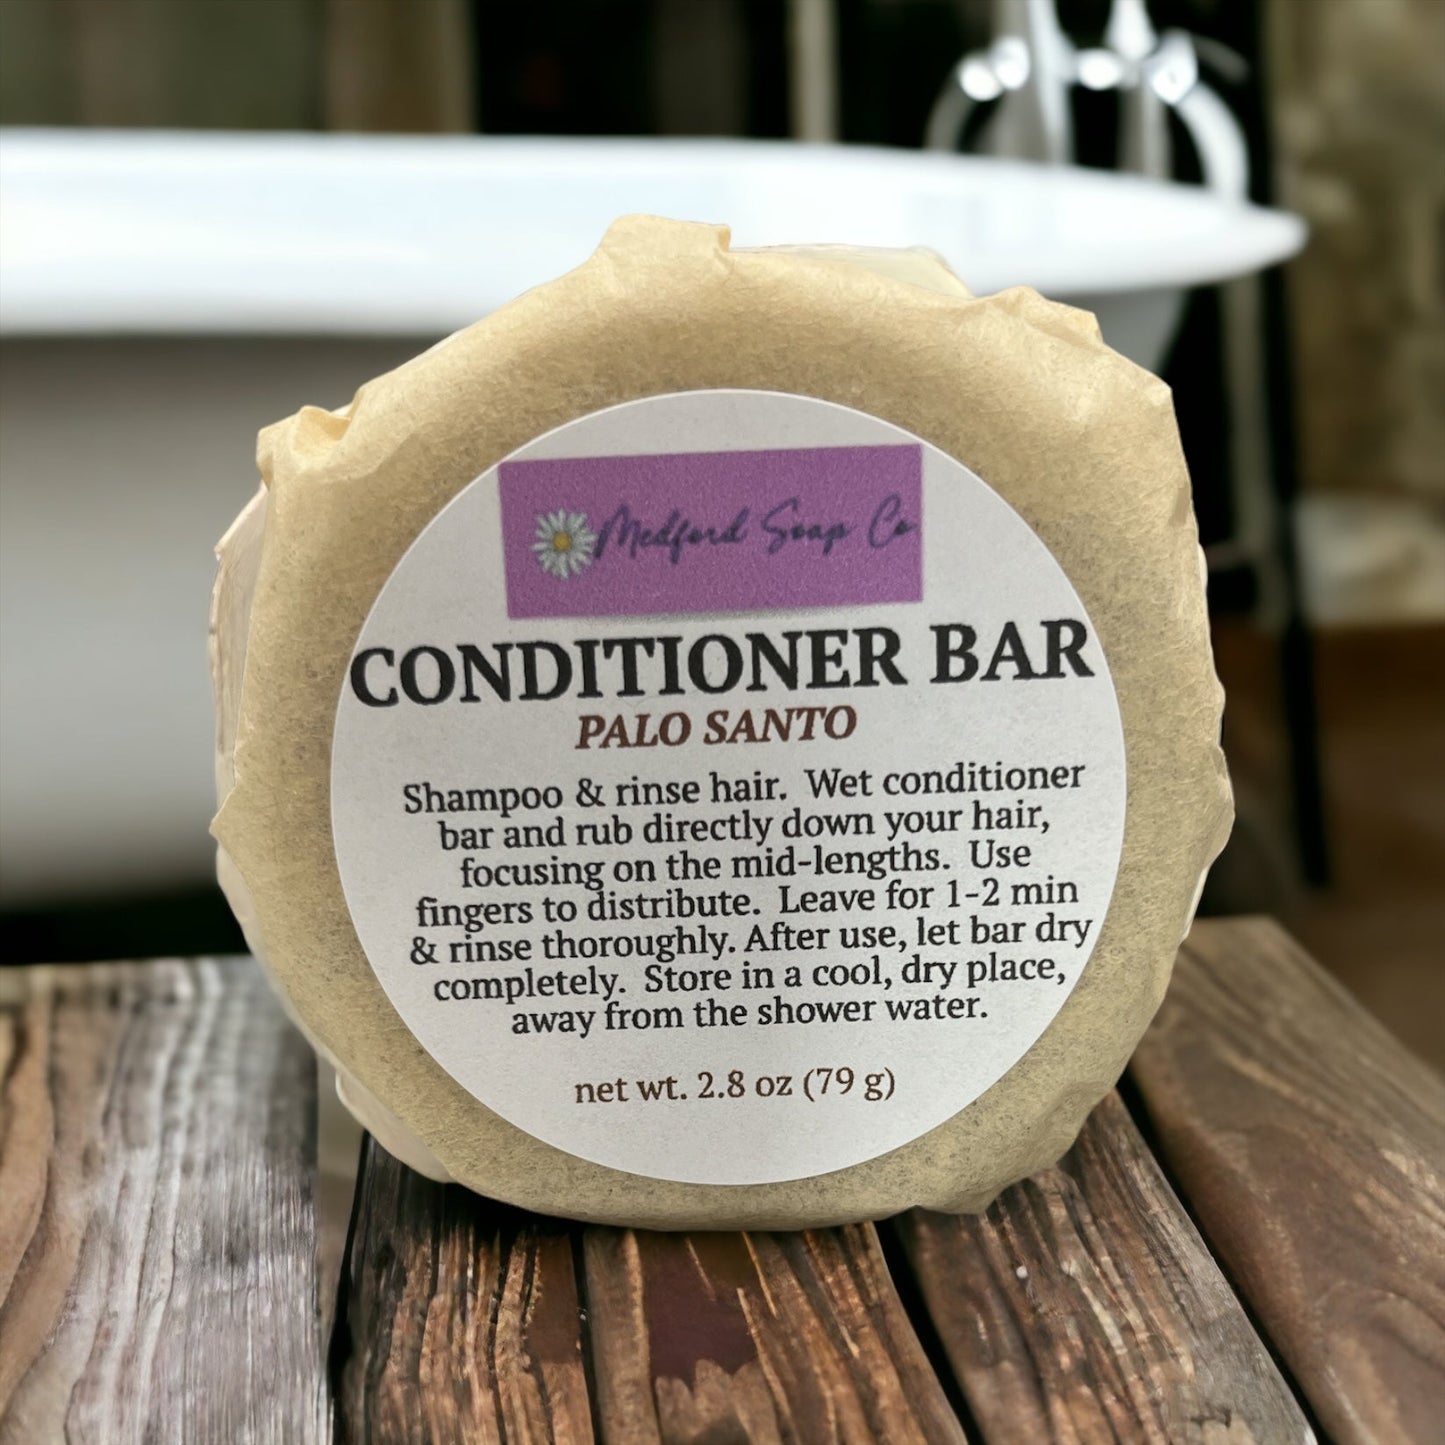 Medford Soap Co
CONDITIONER BAR
PALO SANTO
Shampoo & rinse hair. Wet conditioner
bar and rub directly down your hair,
focusing on the mid-lengths. Use
fingers to distribute. Leave for 1-2 min
& rinse thoroughly. After use, let bar dry
completely. Store in a cool, dry place,
away from the shower water.
net wt. 2.8 oz (79 g)